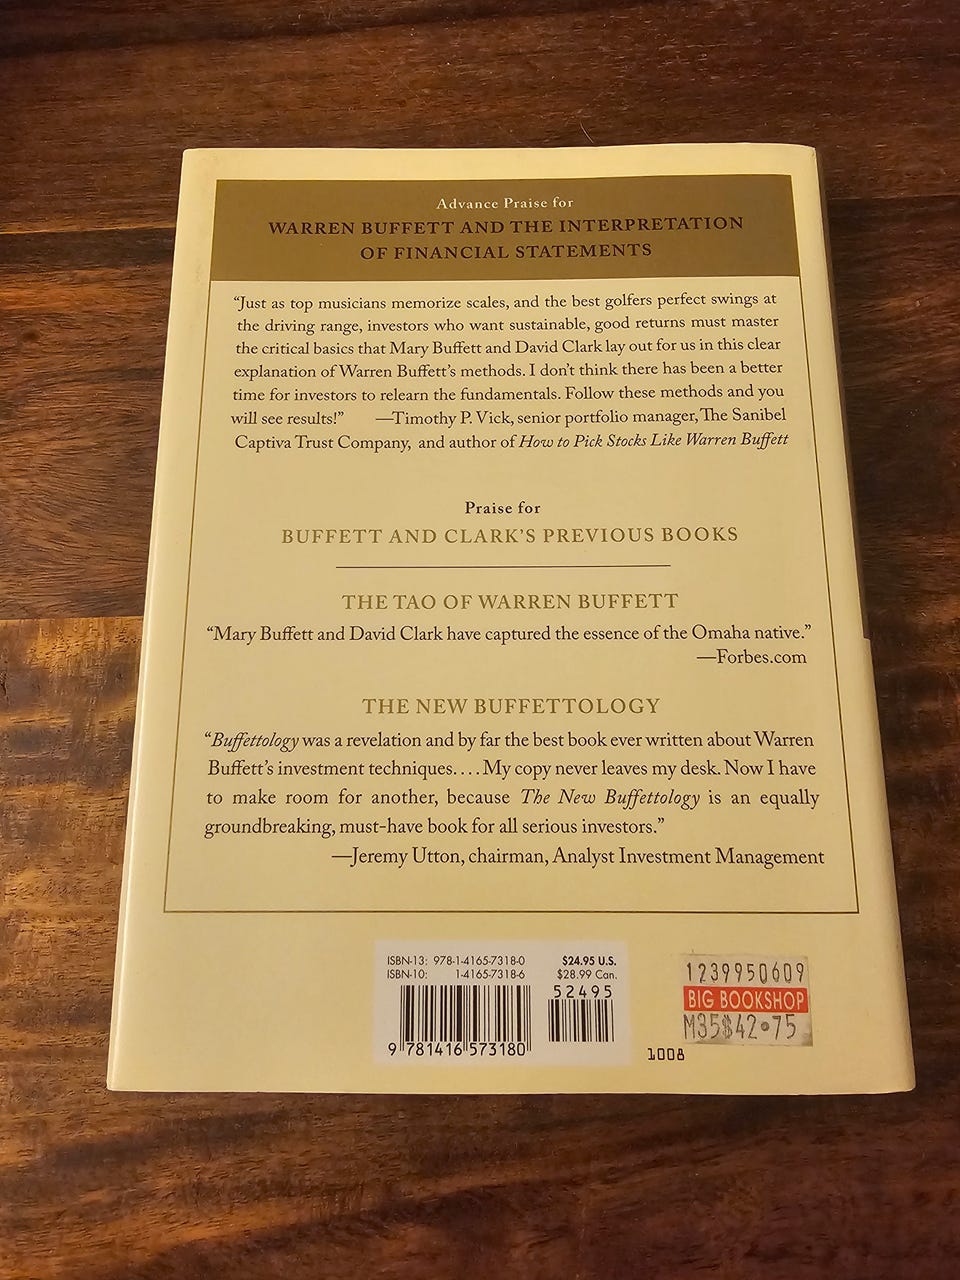 Advance Praise for
WARREN BUFFETT AND THE INTERPRETATION
OF FINANCIAL STATEMENTS
“Just as top musicians memorize scales, and the best golfers perfect swings at
the driving range, investors who want sustainable, good returns must master
the critical basics that Mary Buffett and David Clark lay out for us in this clear
explanation of Warren Buffett’s methods. I don’t think there has been a better
time for investors to relearn the fundamentals. Follow these methods and you
will see results!” —Timothy P. Vick, senior portfolio manager, The Sanibel
Captiva Trust Company, and author of How to Pick Stocks Like Warren Buffett
Praise for
BUFFETT AND CLARK’S PREVIOUS BOOKS
THE TAO OF WARREN BUFFETT
“Mary Buffett and David Clark have captured the essence of the Omaha native.”
—Forbes.com
THE NEW BUFFETTOLOGY
“Buffettology was a revelation and by far the best book ever written about Warren
Buffett’s investment techniques. . . . My copy never leaves my desk. Now I have
to make room for another, because The New Buffettology is an equally
groundbreaking, must-have book for all serious investors.”
—Jeremy Utton, chairman, Analyst Investment Management
ISBN-13: 978-1-4165-7318-0
ISBN-10: 1-4165-7318-6
9 781416 573180
$24.95 U.S.
$28.99 Can.
52495
1239950609
BIG BOOKSHOP
M35$42•75
1008